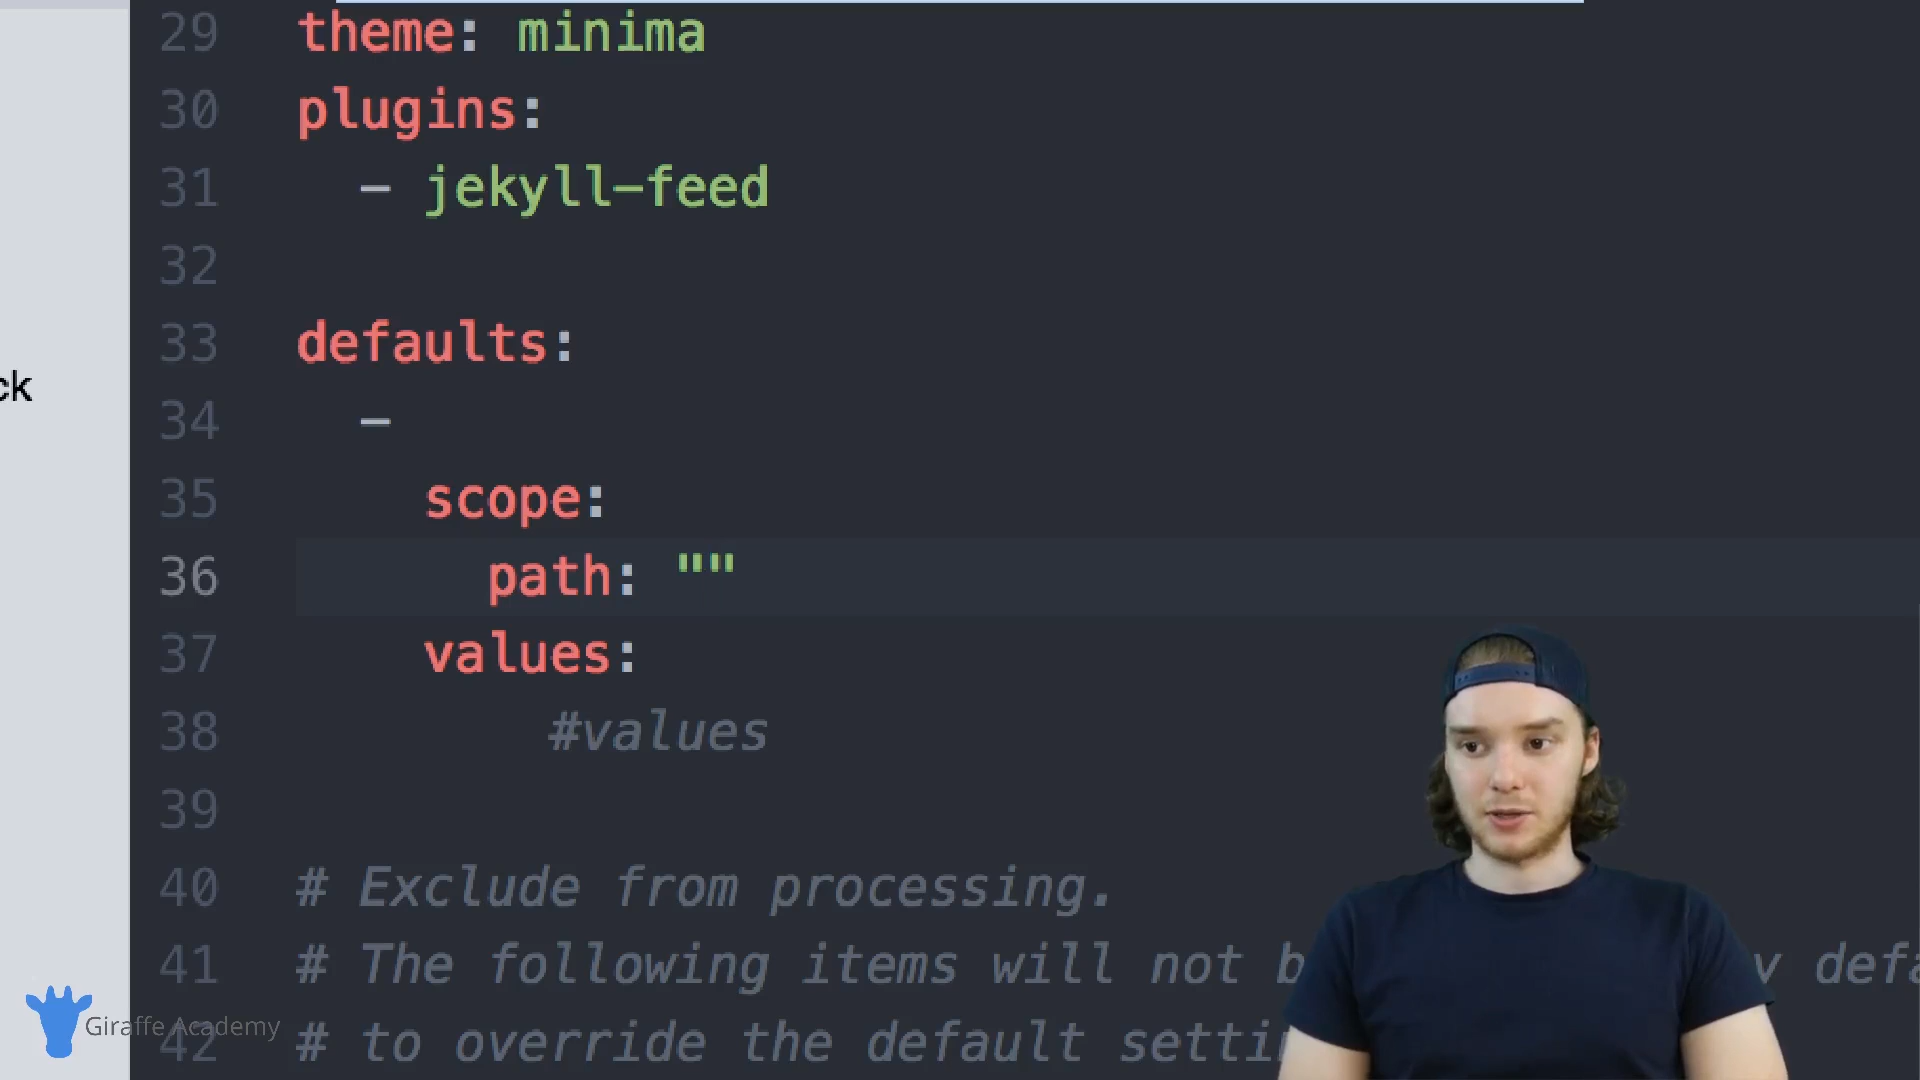 29 theme: minima
30 plugins:
31 - jekyll-feed
32
33 defaults:
ck
34 -
35 scope:
36 path: ""
37 values:
38 #values
39
40 # Exclude from processing.
41 # The following items will not
42 # to override the default
Giraffe Academy